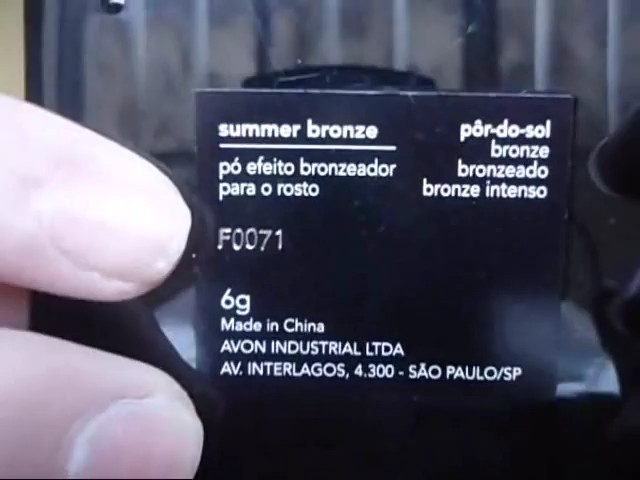 summer bronze
pó efeito bronzeador
para o rosto
pôr-do-sol
bronze
bronzeado
bronze intenso
F0071
6g
Made in China
AVON INDUSTRIAL LTDA
AV. INTERLAGOS, 4.300 - SÃO PAULO/SP